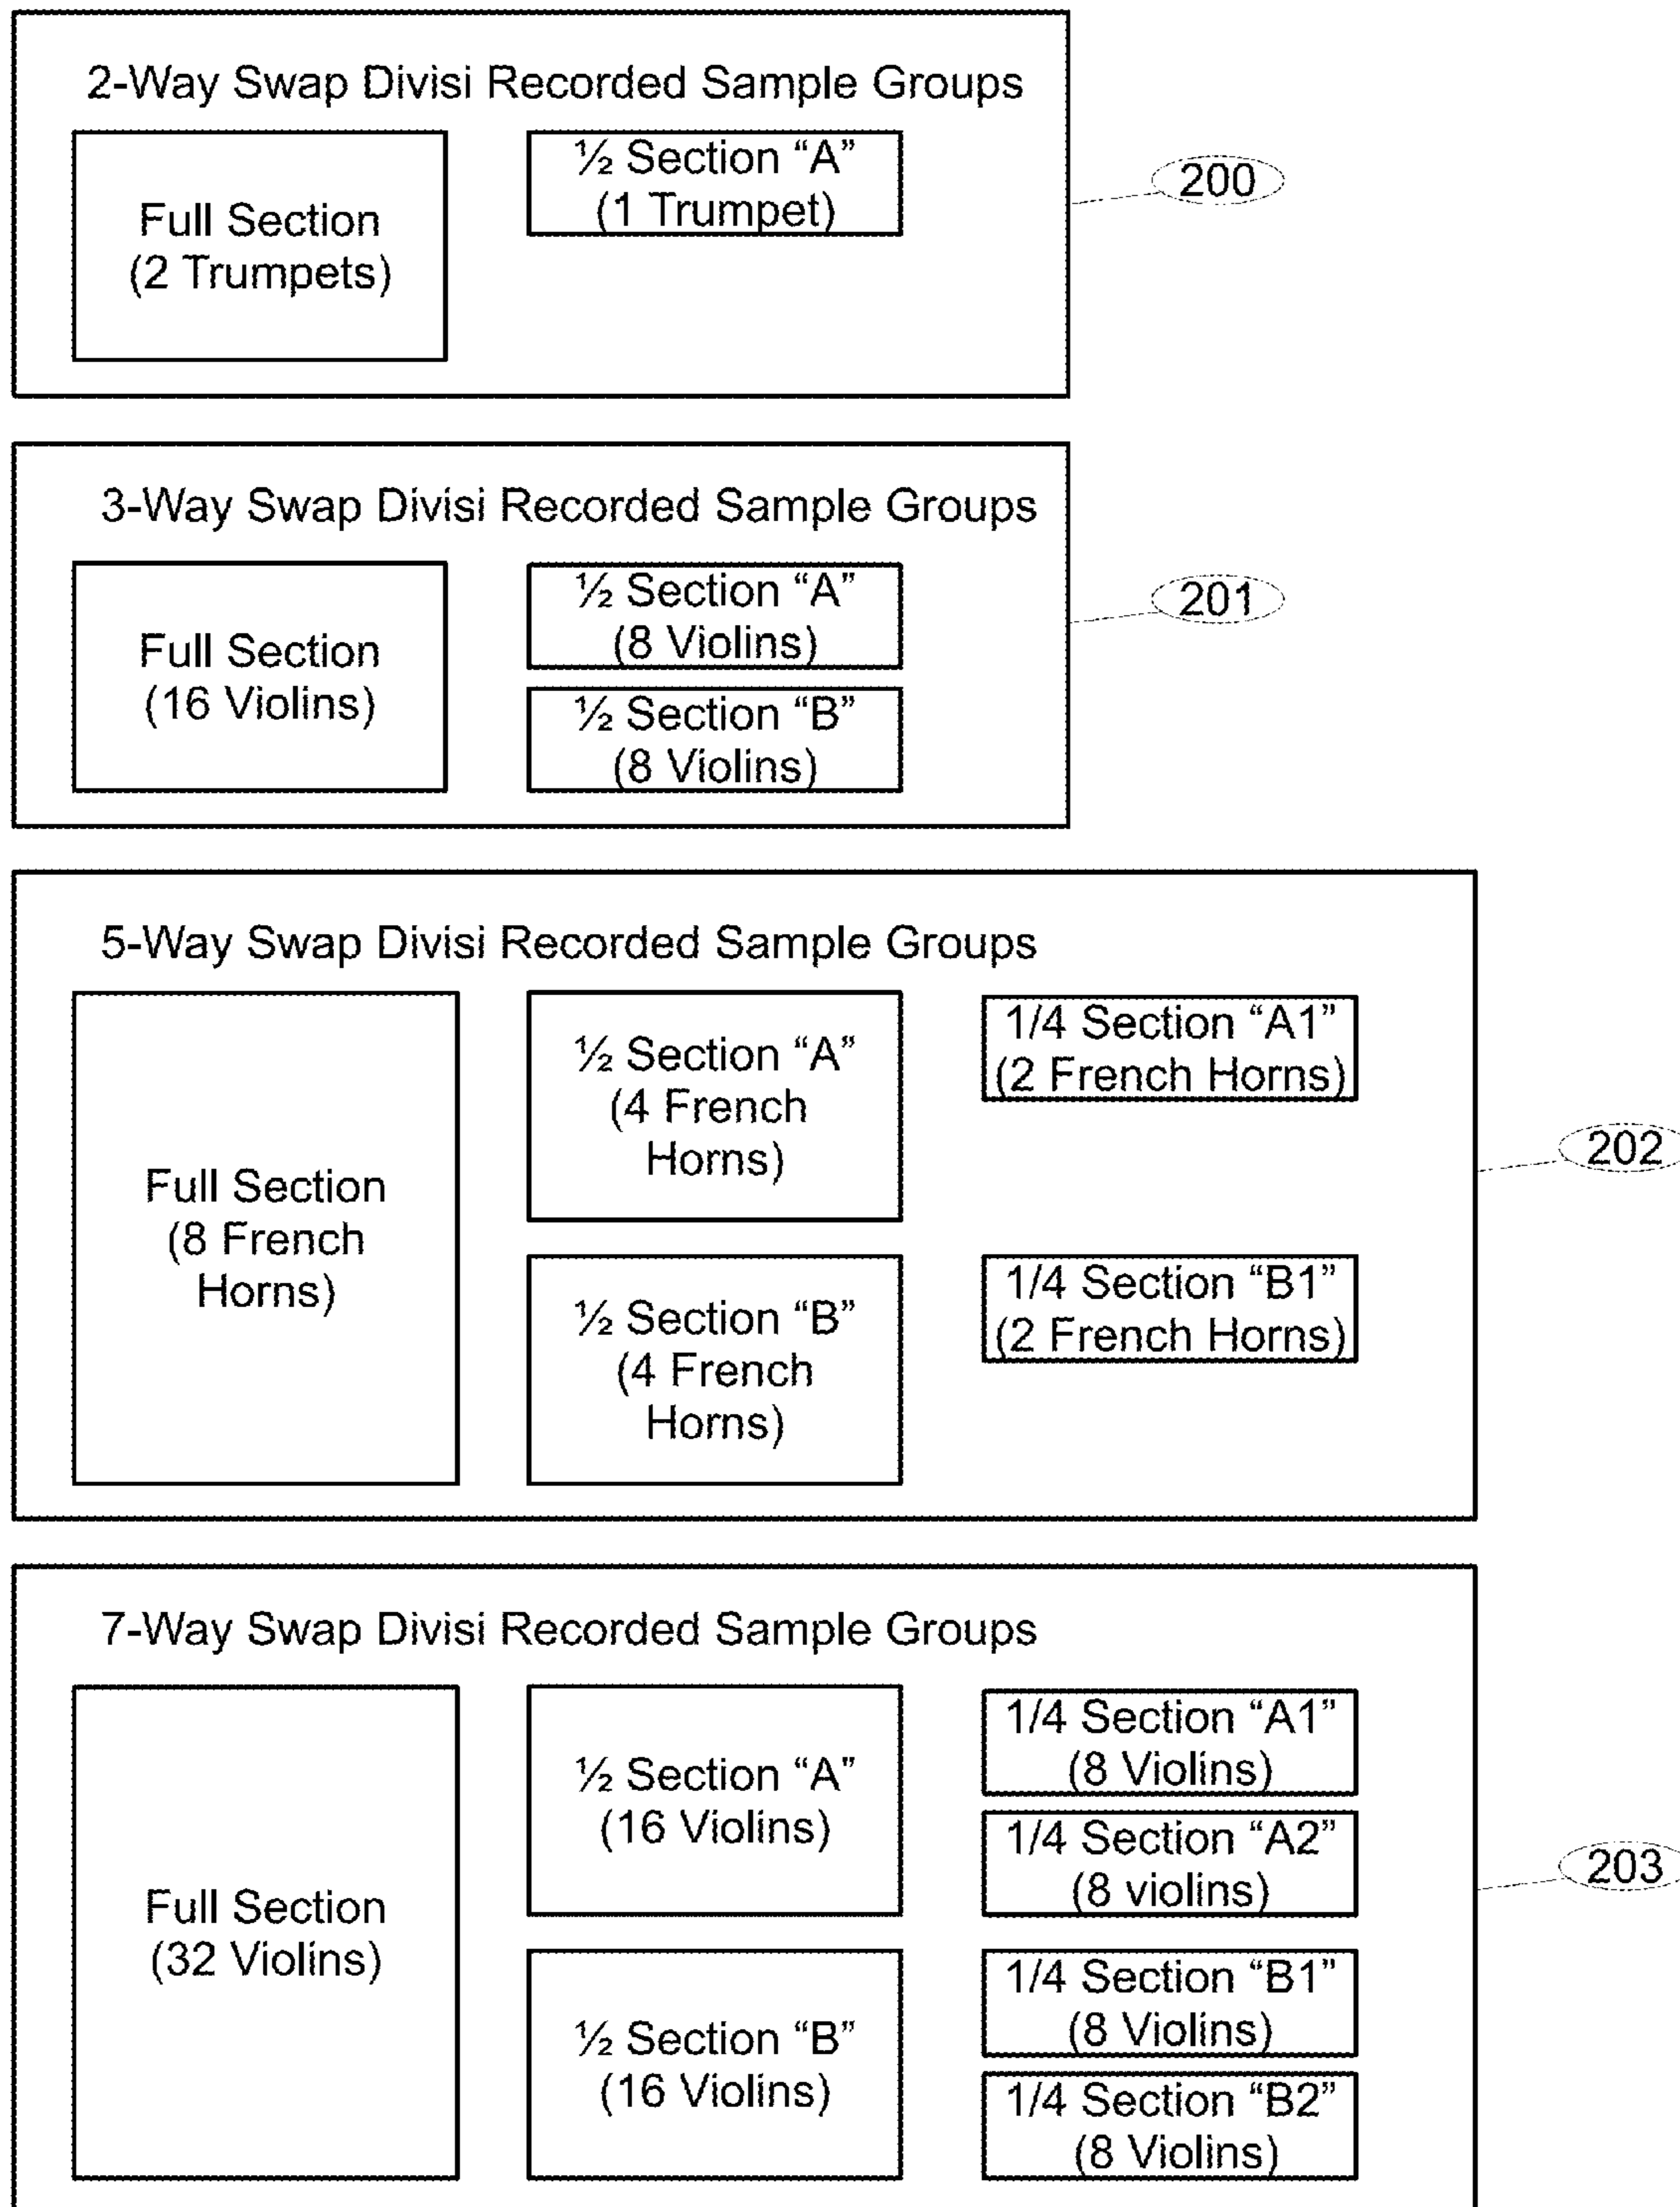 2-Way Swap Divisi Recorded Sample Groups
Full Section
(2 Trumpets)
½ Section “A”
(1 Trumpet)
200
3-Way Swap Divisi Recorded Sample Groups
Full Section
(16 Violins)
½ Section “A”
(8 Violins)
½ Section “B”
(8 Violins)
201
5-Way Swap Divisi Recorded Sample Groups
Full Section
(8 French
Horns)
½ Section “A”
(4 French
Horns)
½ Section “B”
(4 French
Horns)
1/4 Section “A1”
(2 French Horns)
1/4 Section “B1”
(2 French Horns)
202
7-Way Swap Divisi Recorded Sample Groups
Full Section
(32 Violins)
½ Section “A”
(16 Violins)
½ Section “B”
(16 Violins)
1/4 Section “A1”
(8 Violins)
1/4 Section “A2”
(8 violins)
1/4 Section “B1”
(8 Violins)
1/4 Section “B2”
(8 Violins)
203